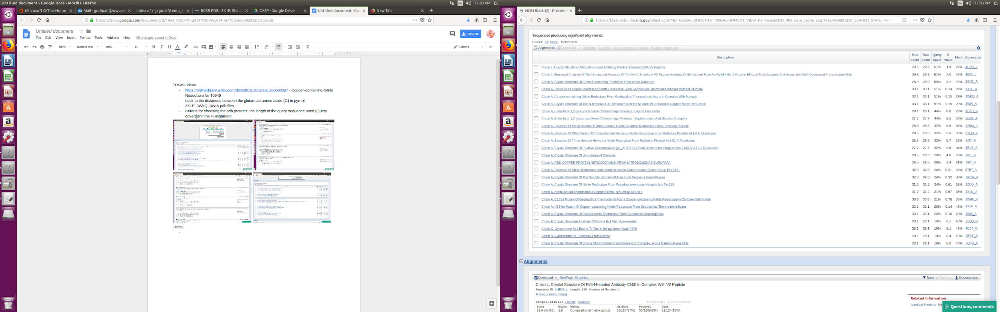 Untitled document - Google Docs - Mozilla Firefox
En 12:03 PM
Microsoft Office Home
Mail - gudipad@wwu.ed
Index of /~jagodzf/temp_s
RCSB PDB - 3X1E: Struct
CASP - Google Drive
Untitled document - Go
New Tab
https://docs.google.com/document/d/14wr_RSGxPfnqA5FYNVWeydYHm77bILhmvX62t8ti5Og/edit
Untitled document
SHARE
File Edit View Insert Format Tools Add-ons Help All changes saved in Drive
100% Normal text Arial 11 B I U A Editing
1 1 2 3 4 5 6 7
TO949- ideas
- https://onlinelibrary.wiley.com/doi/pdf/10.1002/ejic.200600087 - Copper-containing Nitrile
Reductase for T0949
- Look at the distances between the glutamate amino acids (G) in pymol
- 3X1E, 3WkQ, 3WIA pdb files
- Criteria for choosing the pdb proteins: the length of the query sequence used (Query
cover) and the % alignment
T0950
-
En 12:03 PM
NCBI Blast:(2) - Protein S
https://blast.ncbi.nlm.nih.gov/Blast.cgi?CMD=Get&ALIGNMENTS=100&ALIGNMENT_VIEW=Pairwise&CDD_RID=data_cache_seq:198249348&CDD_SEARCH_STATE=4&D
Sequences producing significant alignments:
Select: All None Selected:0
Alignments Download GenPept Graphics Distance tree of results Multiple alignment
Description Max score Total score Query cover E value Ident Accession
Chain L, Crystal Structure Of Rv144-elicited Antibody Ch58 In Complex With V2 Peptide 29.6 29.6 61% 1.9 27% 4HPO_L
Chain L, Structural Analysis Of The Unmutated Ancestor Of The Hiv-1 Envelope V2 Region Antibody Ch58 Isolated From An Rv144 Hiv-1 Vaccine Efficacy Trial Vaccinee And Associated With Decreased Transmission Risk 29.3 29.3 61% 2.0 27% 4RIR_L
Chain A, Crystal Structure Of A Zinc Containing Peptidase From Vibrio Cholerae 28.9 28.9 55% 3.2 25% 2GU1_A
Chain A, Structure Of Copper-containing Nitrite Reductase From Geobacillus Thermodenitrificans Without Chloride 33.1 33.1 51% 0.14 29% 3X1E_A
Chain A, Copper-containing Nitrite Reductase From Geobacillus Thermodenitrificans In Complex With Formate 33.1 33.1 51% 0.15 29% 3WKQ_A
Chain A, Crystal Structure Of The N-terminal 1-37 Residues Deleted Mutant Of Geobacillus Copper Nitrite Reductase 33.1 33.1 51% 0.15 29% 3WIA_A
Chain A, Endo-beta-1,2-glucanase From Chitinophaga Pinensis - Ligand Free Form 28.1 28.1 44% 8.0 29% 5GZH_A
Chain A, Endo-beta-1,2-glucanase From Chitinophaga Pinensis - Sophorotriose And Glucose Complex 27.7 27.7 44% 8.5 29% 5GZK_A
Chain A, Structure Of M92a Variant Of Three-domain Heme-cu Nitrite Reductase From Ralstonia Pickettii 28.5 28.5 32% 5.5 33% 3ZBM_A
Chain A, Structure Of P93a Variant Of Three-domain Heme-cu Nitrite Reductase From Ralstonia Pickettii At 1.4 A Resolution 28.5 28.5 32% 5.6 33% 2YQB_A
Chain A, Structure Of Three-domain Heme-cu Nitrite Reductase From Ralstonia Pickettii At 1.01 A Resolution 28.5 28.5 32% 5.7 33% 3ZIY_A
Chain A, Crystal Structure Of Putative Glucoamylase (yp_210071.1) From Bacteroides Fragilis Nctc 9343 At 2.12 A Resolution 27.7 27.7 32% 9.8 34% 3EU8_A
Chain A, Crystal Structure Of Uvrd-dna-so4 Complex 28.5 28.5 28% 4.8 25% 2IS1_A
Chain A, RED COPPER PROTEIN NITROSOCYANIN FROM NITROSOMONAS EUROPAEA 28.5 28.5 26% 2.4 31% 1IBY_A
Chain A, Structure Of Nitrite Reductase Ania From Neisseria Gonorrhoeae, Space Group P212121 32.0 32.0 24% 0.31 38% 5TB7_A
Chain A, Crystal Structure Of The Soluble Domain Of Ania From Neisseria Gonorrhoeae 32.0 32.0 24% 0.32 38% 1KBW_A
Chain A, Crystal Structure Of Nitrite Reductase From Pseudoalteromonas Haloplanktis Tac125 31.2 31.2 24% 0.61 38% 2ZOO_A
Chain A, Nitrite-bound Thermostable Copper Nitrite Reductase At 320 K 31.2 31.2 21% 0.67 36% 3X1N_A
Chain A, C135a Mutant Of Geobacillus Thermodenitrificans Copper-containing Nitrite Reductase In Complex With Nitrite 30.8 30.8 21% 0.78 36% 3WKP_A
Chain A, H294m Mutant Of Copper-containing Nitrite Reductase From Geobacillus Thermodenitrificans 33.1 33.1 20% 0.14 43% 3X1F_A
Chain A, Crystal Structure Of Copper Nitrite Reductase From Geobacillus Kaustophilus 33.1 33.1 20% 0.16 43% 3WI9_A
Chain B, Crystal Structure Analysis Of Bovine Bc1 With Azoxystrobin 28.1 28.1 19% 6.1 43% 1SQB_B
Chain O, Cytochrome Bc1 Bound To The 4(1h)-pyridone Gw844520 28.1 28.1 19% 6.1 43% 4D6T_O
Chain B, Cytochrome Bc1 Complex From Bovine 28.1 28.1 19% 6.4 43% 1BGY_B
Chain B, Crystal Structure Of Bovine Mitochondrial Cytochrome Bc1 Complex, Alpha Carbon Atoms Only 28.1 28.1 19% 6.6 43% 1QCR_B
Alignments
Download GenPept Graphics Next Previous Descriptions
Chain L, Crystal Structure Of Rv144-elicited Antibody Ch58 In Complex With V2 Peptide
Sequence ID: 4HPO_L Length: 216 Number of Matches: 1
See 1 more title(s)
Range 1: 83 to 197 GenPept Graphics Next Match Previous Match
Score Expect Method Identities Positives Gaps
29.6 bits(65) 1.9 Compositional matrix adjust. 33/124(27%) 53/124(42%) 21/124(16%)
Related Information
Identical Proteins - Ide
Questions/comments